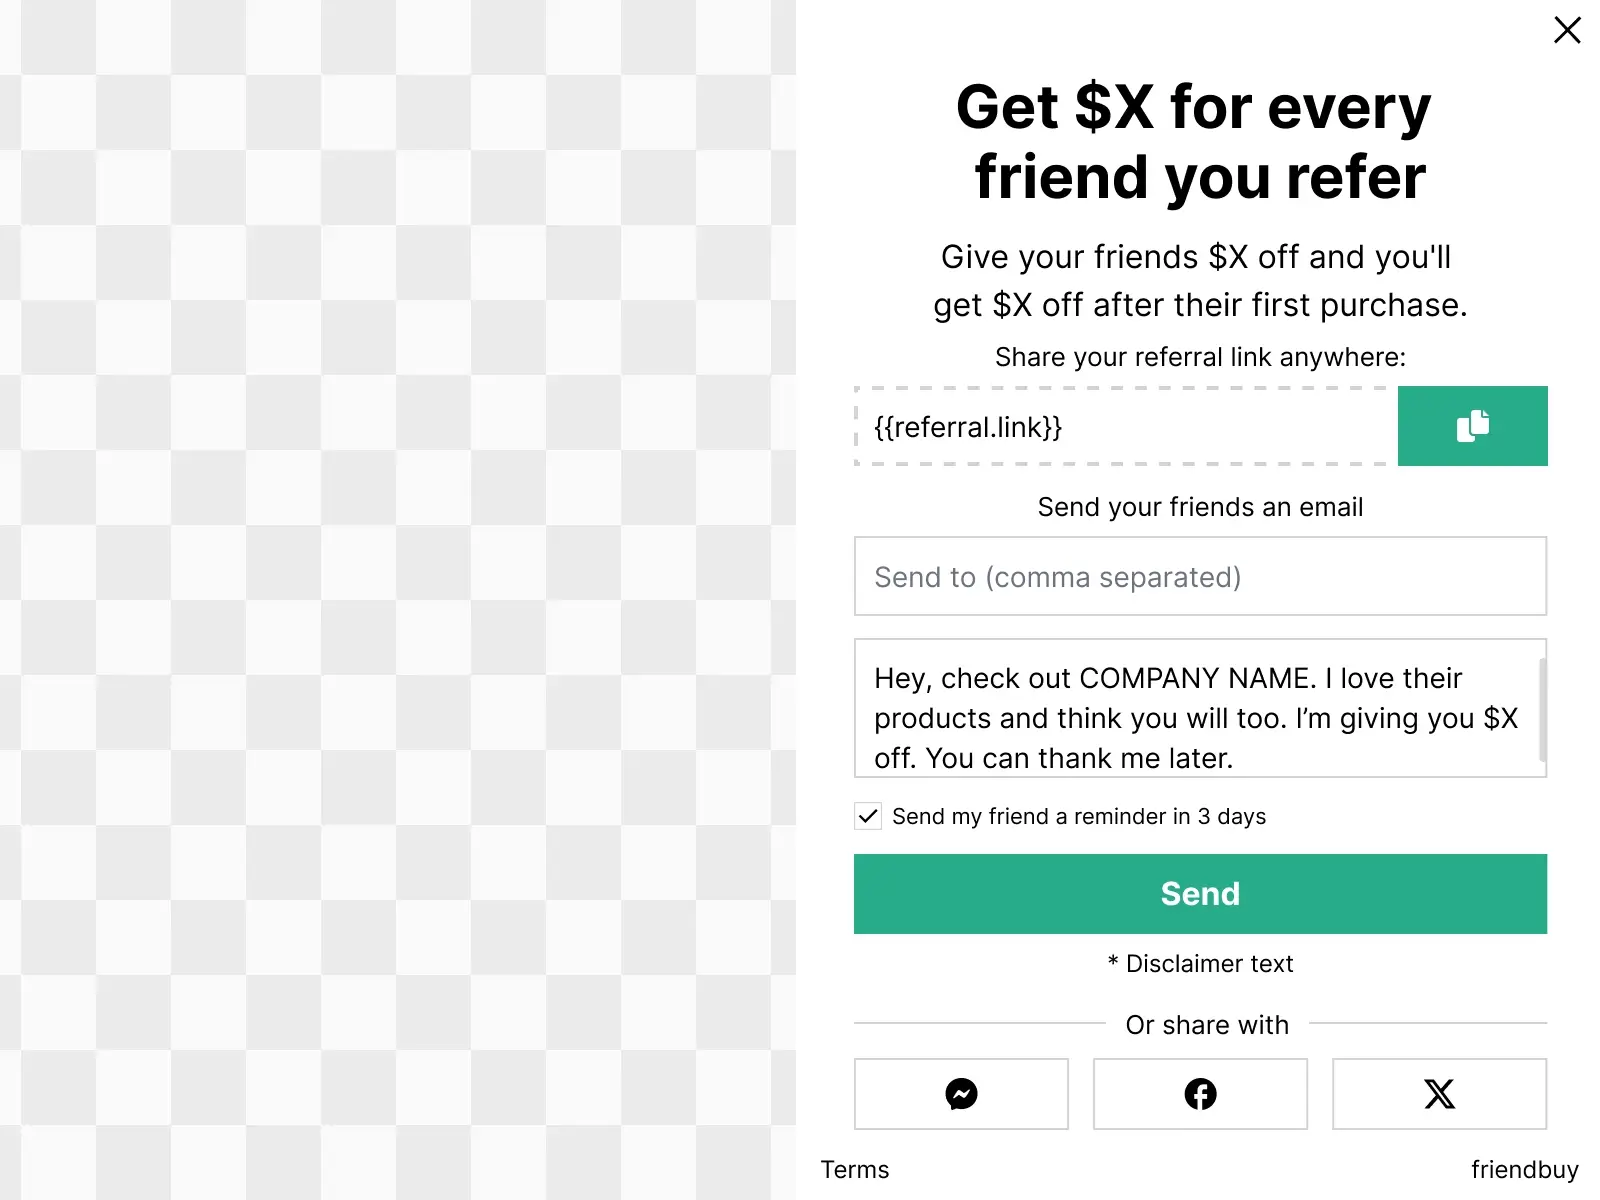 Get $X for every
friend you refer
Give your friends $X off and you'll
get $X off after their first purchase.
Share your referral link anywhere:
{{referral.link}}
Send your friends an email
Send to (comma separated)
Hey, check out COMPANY NAME. I love their
products and think you will too. I’m giving you $X
off. You can thank me later.
Send my friend a reminder in 3 days
Send
* Disclaimer text
Or share with
Terms
friendbuy